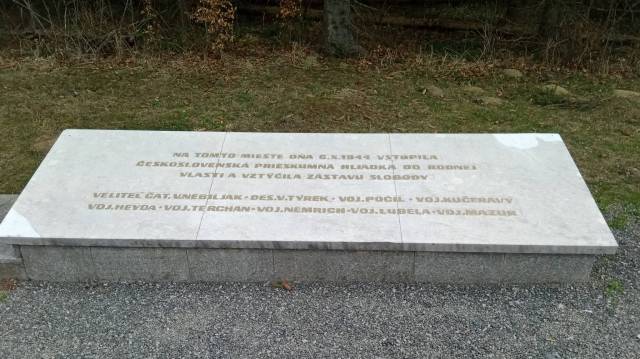 NA TOMTO MIESTE DŇA 6.X.1944 VSTÚPILA
ČESKOSLOVENSKÁ PRIESKUMNÁ HLIADKA DO RODNEJ
VLASTI A VZTÝČILA ZÁSTAVU SLOBODY
VELITEĽ ČAT. V.NEBILJAK · DES.V.TÝREK · VOJ.POCIL · VOJ.KUČERAVÝ
VOJ.HEYDA · VOJ.TERCHAN · VOJ.NEMRICH · VOJ.LUBELA · VOJ.MAZUR